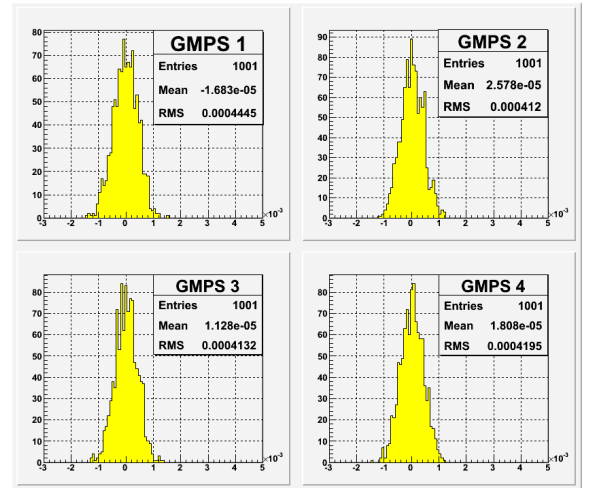 GMPS 1
Entries 1001
Mean -1.683e-05
RMS 0.0004445
80
70
60
50
40
30
20
10
0
-3 -2 -1 0 1 2 3 4 5
×10-3
GMPS 2
Entries 1001
Mean 2.578e-05
RMS 0.000412
90
80
70
60
50
40
30
20
10
0
-3 -2 -1 0 1 2 3 4 5
×10-3
GMPS 3
Entries 1001
Mean 1.128e-05
RMS 0.0004132
80
70
60
50
40
30
20
10
0
-3 -2 -1 0 1 2 3 4 5
×10-3
GMPS 4
Entries 1001
Mean 1.808e-05
RMS 0.0004195
80
70
60
50
40
30
20
10
0
-3 -2 -1 0 1 2 3 4 5
×10-3